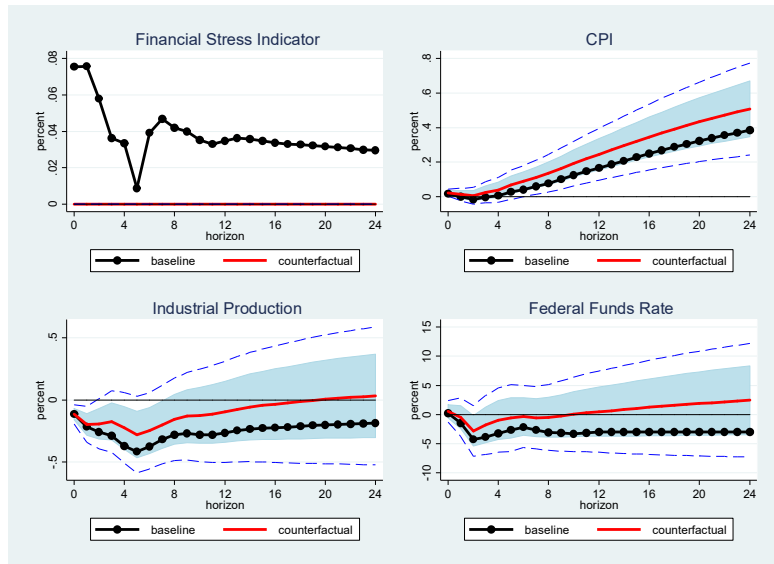 Financial Stress Indicator
percent
.08
.06
.04
.02
0
0 4 8 12 16 20 24
horizon
baseline counterfactual
CPI
percent
.8
.6
.4
.2
0
0 4 8 12 16 20 24
horizon
baseline counterfactual
Industrial Production
percent
.5
0
-.5
0 4 8 12 16 20 24
horizon
baseline counterfactual
Federal Funds Rate
percent
15
10
5
0
-5
-10
0 4 8 12 16 20 24
horizon
baseline counterfactual